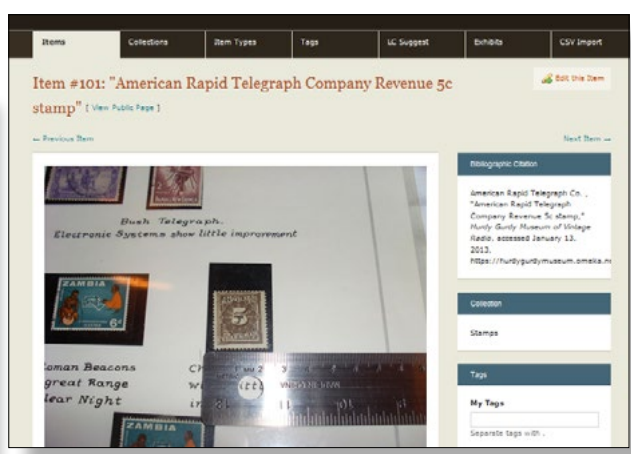 Items Collections Item Types Tags LC Suggest Exhibits CSV Import
Item #101: "American Rapid Telegraph Company Revenue 5c
stamp" [ View Public Page ]
Edit this Item
← Previous Item
Next Item →
Bush Telegraph.
Electronic Systems show little improvement
ZAMBIA
6d
5
oman Beacons
great Range
lear Night
ZAMBIA
Bibliographic Citation
American Rapid Telegraph Co. ,
"American Rapid Telegraph
Company Revenue 5c stamp,"
Hurdy Gurdy Museum of Vintage
Radio, accessed January 13,
2013,
https://hurdygurdymuseum.omeka.n
Collection
Stamps
Tags
My Tags
Separate tags with ,